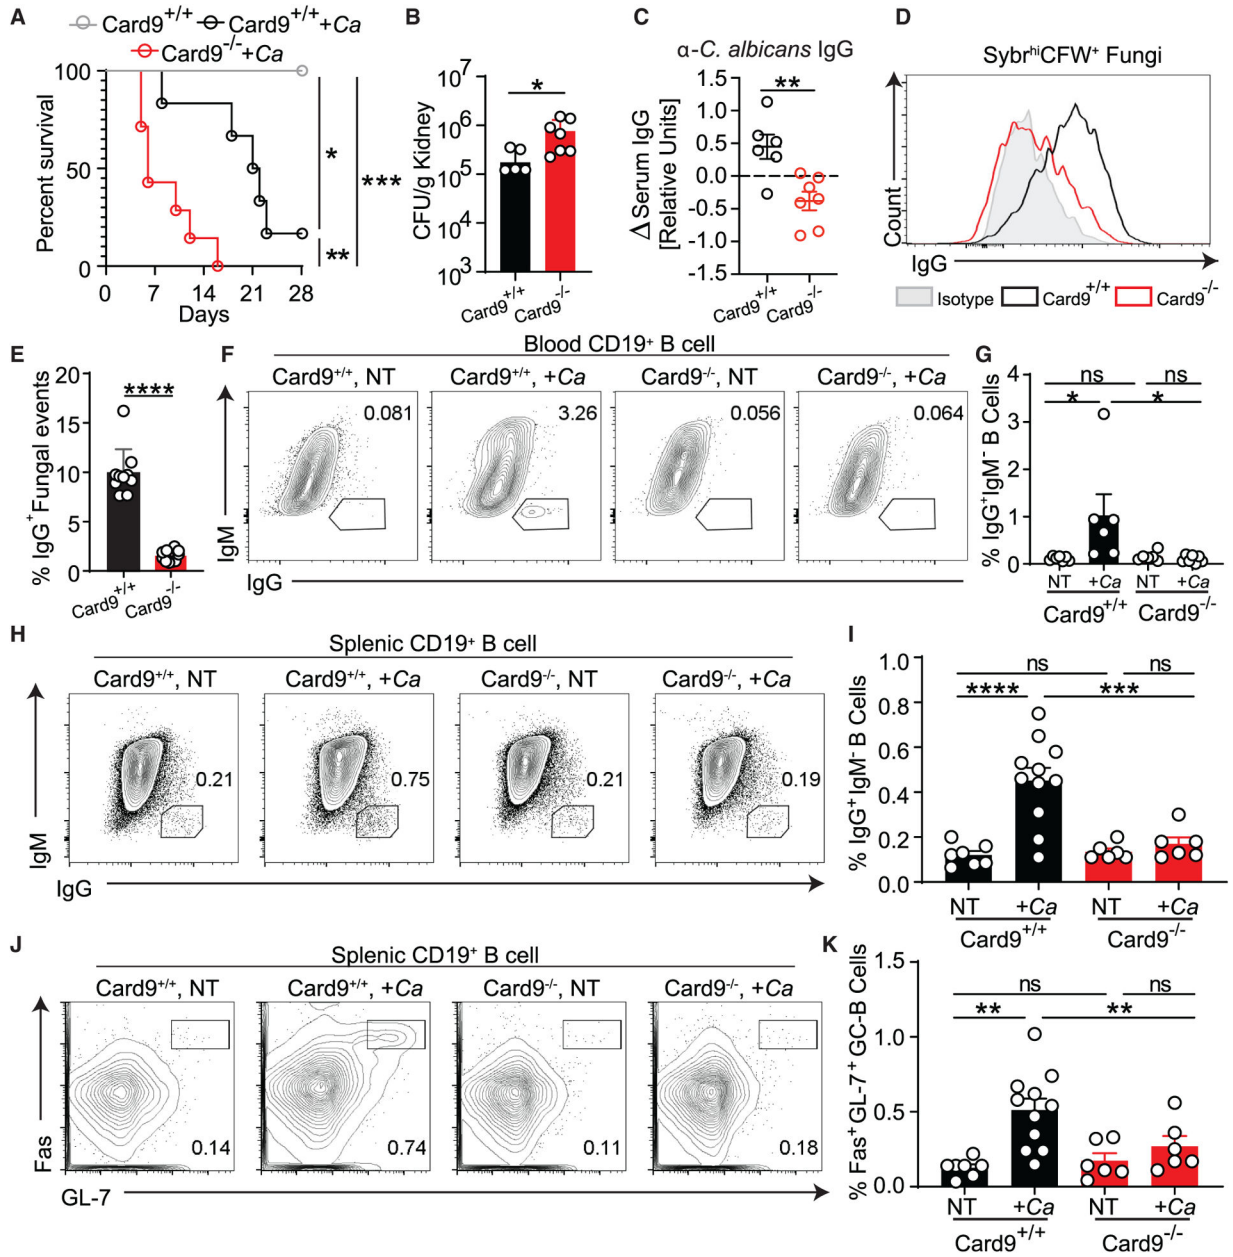 A
Card9+/+ Card9+/+ +Ca
Card9-/- +Ca
Percent survival
100
50
0
0 7 14 21 28
Days
*
**
***
B
CFU/g Kidney
10^7
10^6
10^5
10^4
10^3
*
Card9+/+ Card9-/-
C
α-C. albicans IgG
Δ Serum IgG
[Relative Units]
1.5
1.0
0.5
0.0
-0.5
-1.0
-1.5
**
Card9+/+ Card9-/-
D
SybrhiCFW+ Fungi
Count
IgG
Isotype Card9+/+ Card9-/-
E
% IgG+ Fungal events
20
15
10
5
0
****
Card9+/+ Card9-/-
F
Blood CD19+ B cell
Card9+/+, NT Card9+/+, +Ca Card9-/-, NT Card9-/-, +Ca
0.081 3.26 0.056 0.064
IgM
IgG
G
% IgG+IgM- B Cells
4
3
2
1
0
ns ns
* *
NT +Ca NT +Ca
Card9+/+ Card9-/-
H
Splenic CD19+ B cell
Card9+/+, NT Card9+/+, +Ca Card9-/-, NT Card9-/-, +Ca
0.21 0.75 0.21 0.19
IgM
IgG
I
% IgG+IgM- B Cells
1.0
0.8
0.6
0.4
0.2
0.0
ns ns
**** ***
NT +Ca NT +Ca
Card9+/+ Card9-/-
J
Splenic CD19+ B cell
Card9+/+, NT Card9+/+, +Ca Card9-/-, NT Card9-/-, +Ca
0.14 0.74 0.11 0.18
Fas
GL-7
K
% Fas+GL-7+GC-B Cells
1.5
1.0
0.5
0.0
ns ns
** **
NT +Ca NT +Ca
Card9+/+ Card9-/-